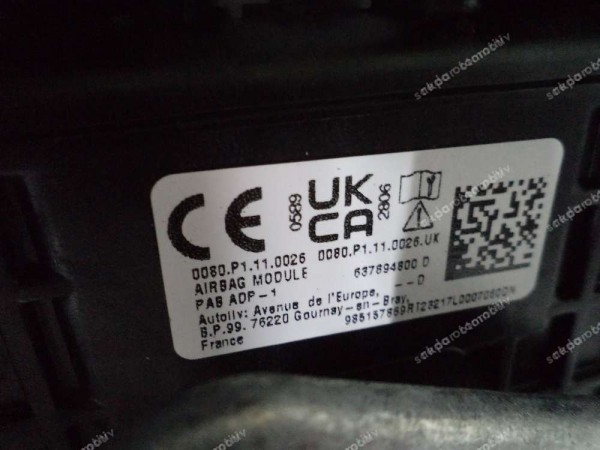 CE
0589
UK
CA
2806
0080.P1.11.0026 0080.P1.11.0026.UK
AIRBAG MODULE 637694800 D
PAB ADP-1 --D
Autoliv: Avenue de l'Europe,
B.P.99. 76220 Gournay-en-Bray,
France
sekdarobsarobiliv